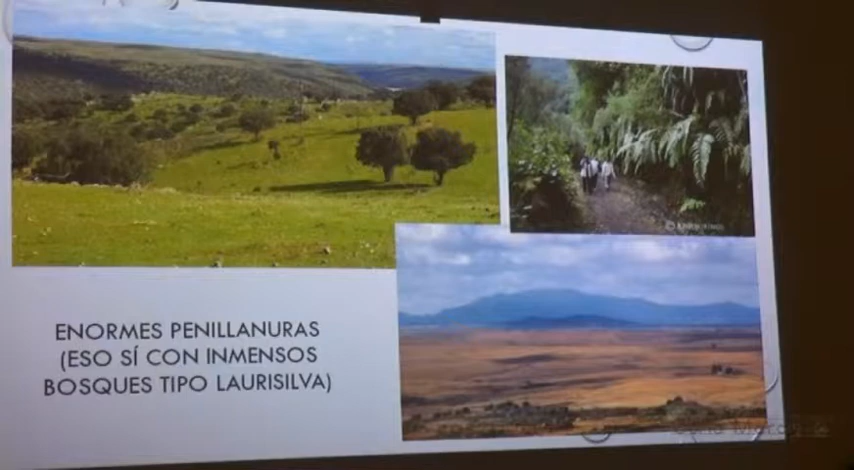 ENORMES PENILLANURAS
(ESO SÍ CON INMENSOS
BOSQUES TIPO LAURISILVA)